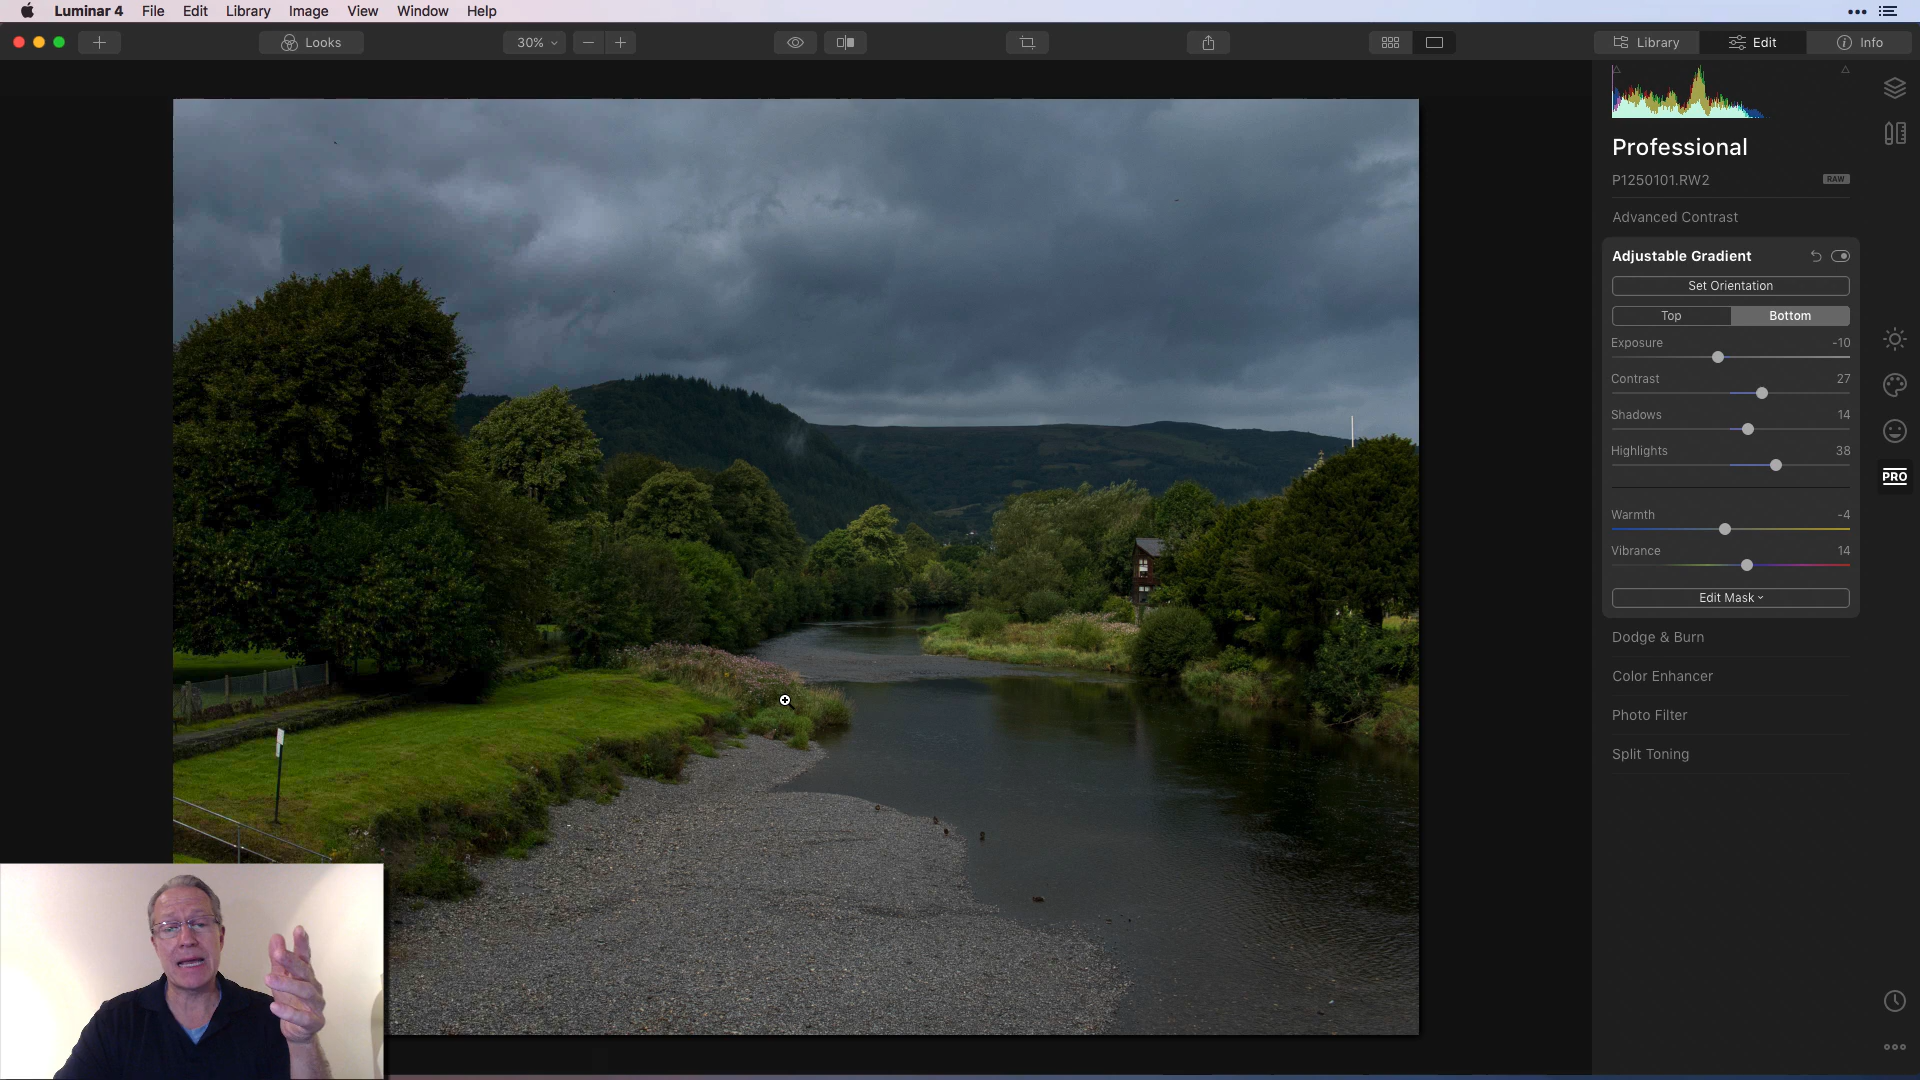 Luminar 4 File Edit Library Image View Window Help
Looks 30% Library Edit Info
Professional
P1250101.RW2 RAW
Advanced Contrast
Adjustable Gradient
Set Orientation
Top Bottom
Exposure -10
Contrast 27
Shadows 14
Highlights 38
Warmth -4
Vibrance 14
Edit Mask
Dodge & Burn
Color Enhancer
Photo Filter
Split Toning
PRO